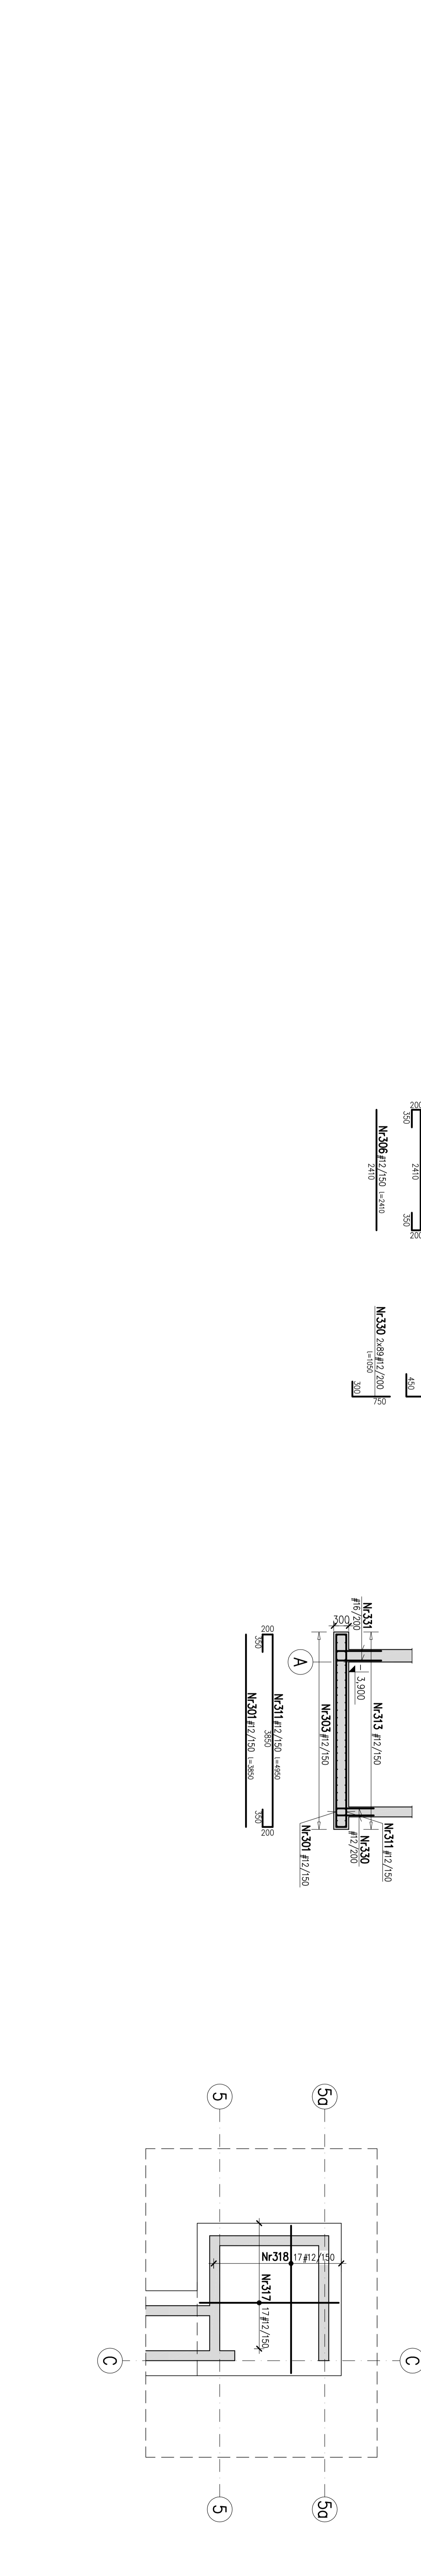 200
350
2410
350
200
Nr306 #12/150 l=2410
2410
450
Nr330 2x89#12/200
l=1050
300
750
Nr331
#16/200
300
A
- 3,900
Nr313 #12/150
Nr303 #12/150
Nr311 #12/150
Nr330
#12/200
Nr301 #12/150
200
350
Nr311 #12/150 l=4950
3850
350
200
Nr301 #12/150 l=3850
5
5a
Nr318 17#12/150
Nr317 17#12/150
C
C
5
5a